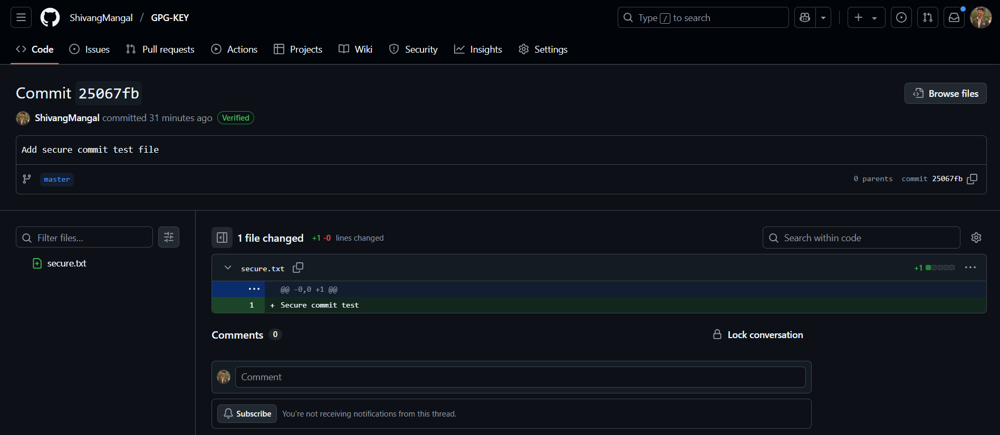 ShivangMangal / GPG-KEY
Type / to search
Code Issues Pull requests Actions Projects Wiki Security Insights Settings
Commit 25067fb
Browse files
ShivangMangal committed 31 minutes ago Verified
Add secure commit test file
master
0 parents commit 25067fb
Filter files...
secure.txt
1 file changed +1 -0 lines changed
Search within code
secure.txt
+1
@@ -0,0 +1 @@
1 + Secure commit test
Comments 0
Lock conversation
Comment
Subscribe You're not receiving notifications from this thread.